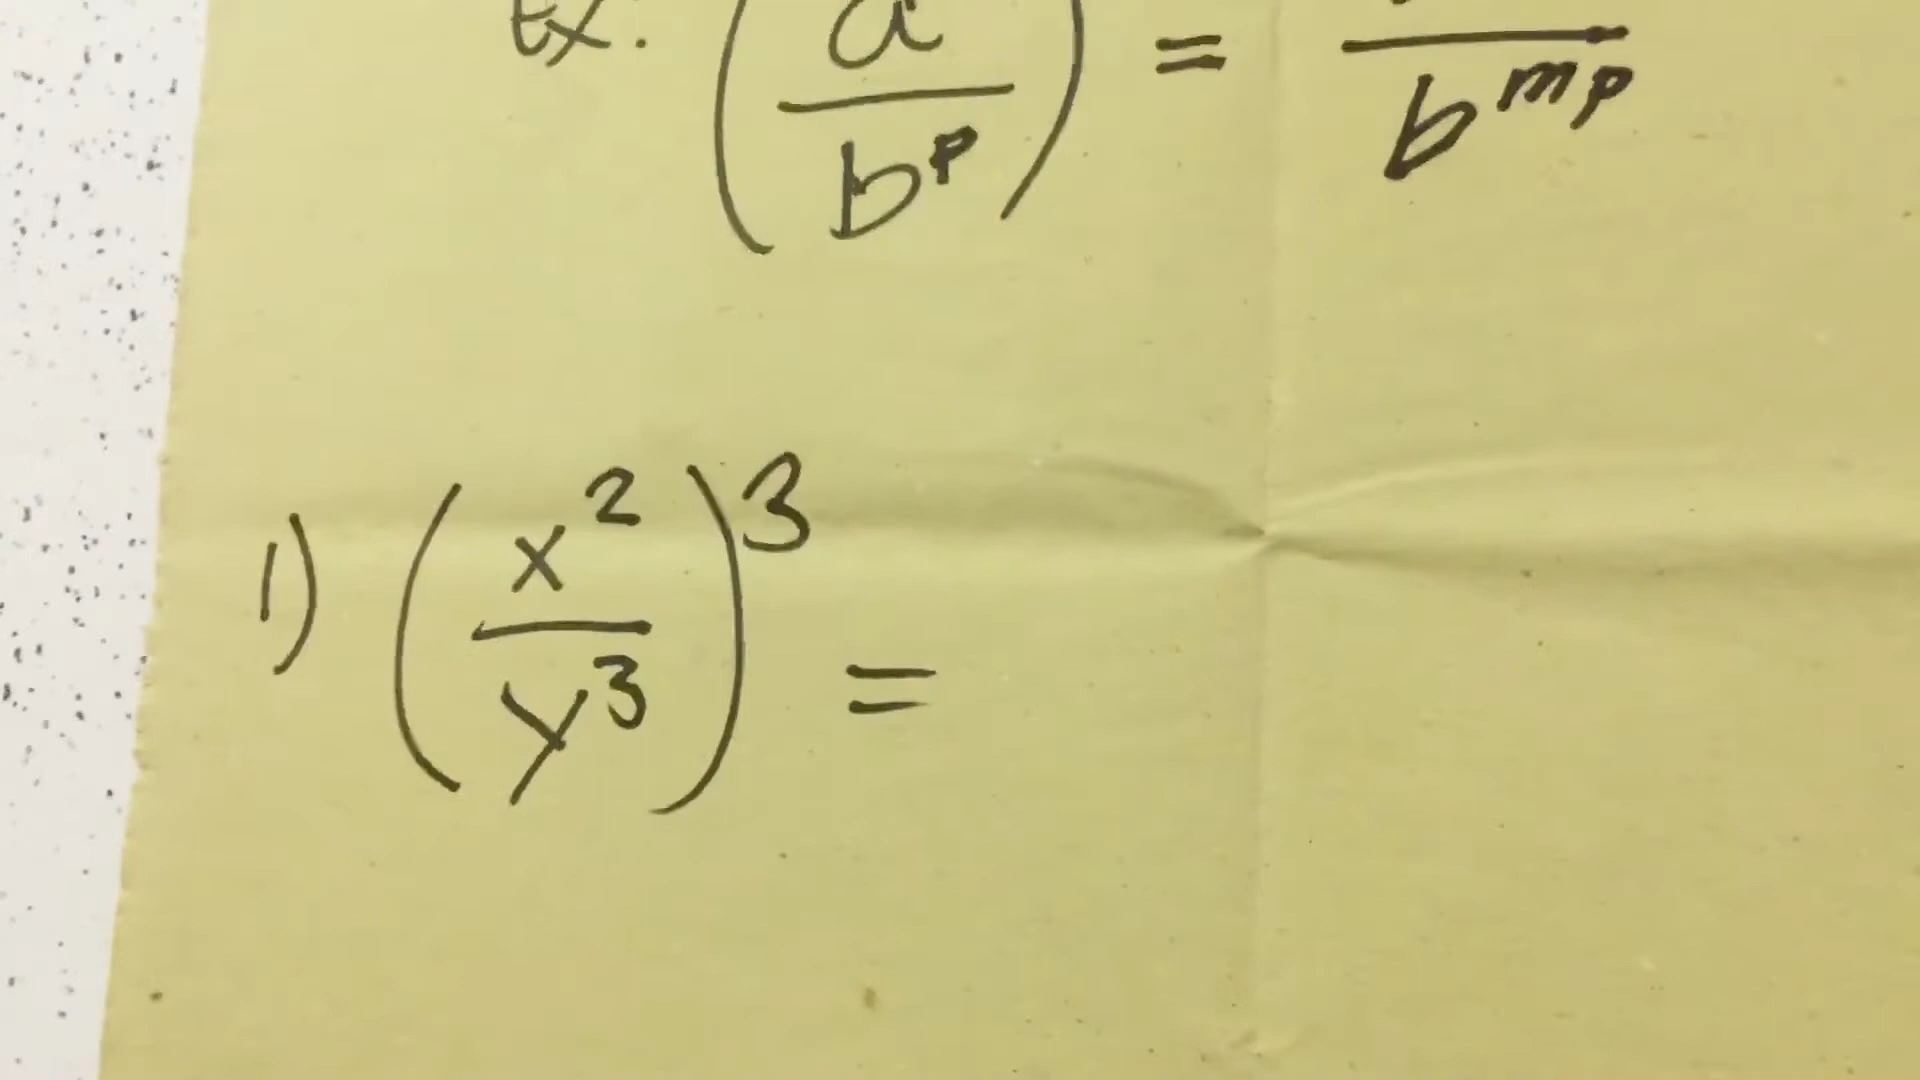 Ex: (a/b^p) = /b^mp
1) (x^2/y^3)^3 =